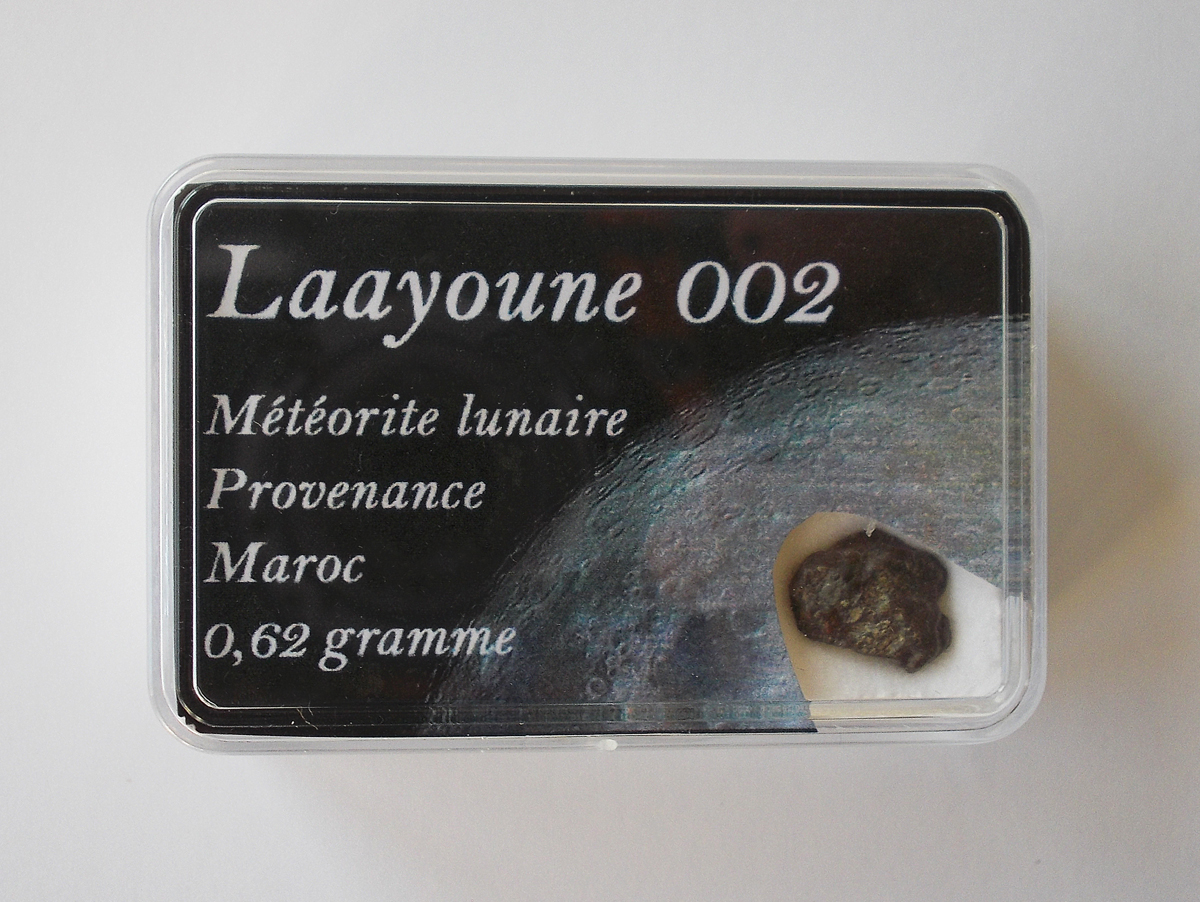 Laayoune 002
Météorite lunaire
Provenance
Maroc
0,62 gramme